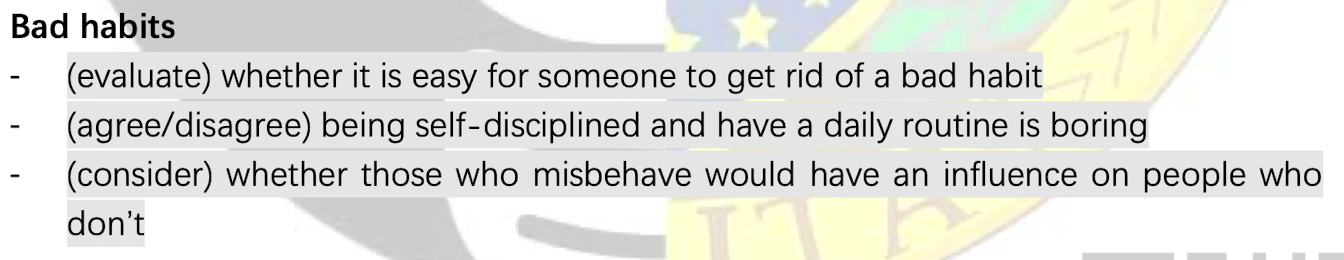 Bad habits
- (evaluate) whether it is easy for someone to get rid of a bad habit
- (agree/disagree) being self-disciplined and have a daily routine is boring
- (consider) whether those who misbehave would have an influence on people who
don't